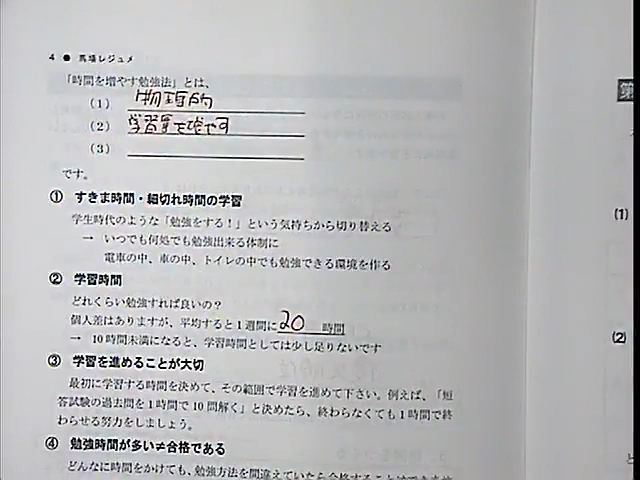 4 ● 馬場レジュメ
「時間を増やす勉強法」とは、
(1) 物理的
(2) 学習量を増やす
(3)
です。
① すきま時間・細切れ時間の学習
学生時代のような「勉強をする!」という気持ちから切り替える
→ いつでも何処でも勉強出来る体制に
電車の中、車の中、トイレの中でも勉強できる環境を作る
② 学習時間
どれくらい勉強すれば良いの?
個人差はありますが、平均すると1週間に 20 時間
→ 10時間未満になると、学習時間としては少し足りないです
③ 学習を進めることが大切
最初に学習する時間を決めて、その範囲で学習を進めて下さい。例えば、「短
答試験の過去問を1時間で10問解く」と決めたら、終わらなくても1時間で終
わらせる努力をしましょう。
④ 勉強時間が多い≠合格である
どんなに時間をかけても、勉強方法を間違えていたら合格することはできませ
第
(1)
(2)